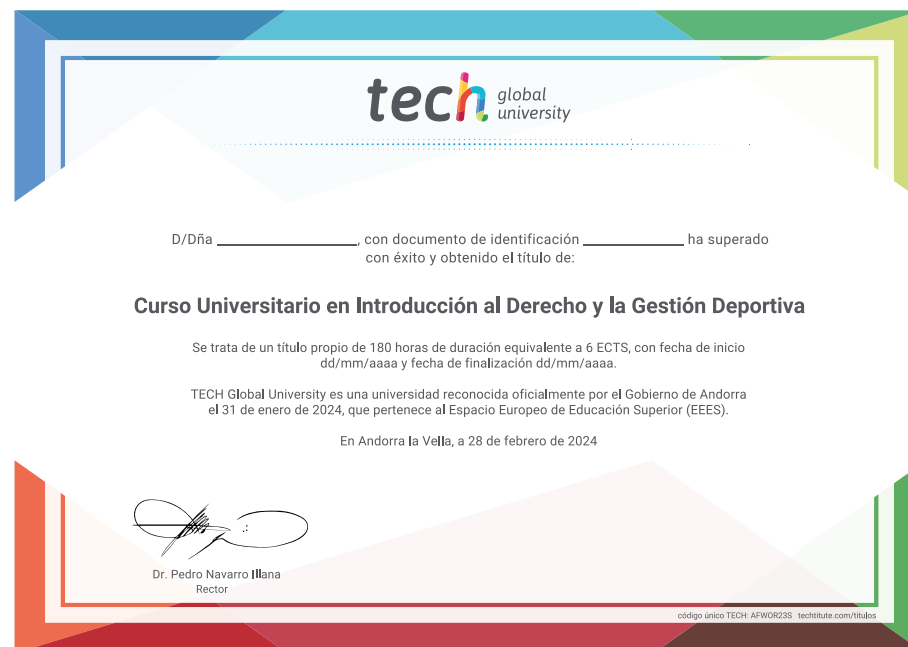 tech global university
D/Dña ____________, con documento de identificación ____________ ha superado
con éxito y obtenido el título de:
Curso Universitario en Introducción al Derecho y la Gestión Deportiva
Se trata de un título propio de 180 horas de duración equivalente a 6 ECTS, con fecha de inicio
dd/mm/aaaa y fecha de finalización dd/mm/aaaa.
TECH Global University es una universidad reconocida oficialmente por el Gobierno de Andorra
el 31 de enero de 2024, que pertenece al Espacio Europeo de Educación Superior (EEES).
En Andorra la Vella, a 28 de febrero de 2024
Dr. Pedro Navarro Illana
Rector
código único TECH: AFWOR23S techtitute.com/titulos